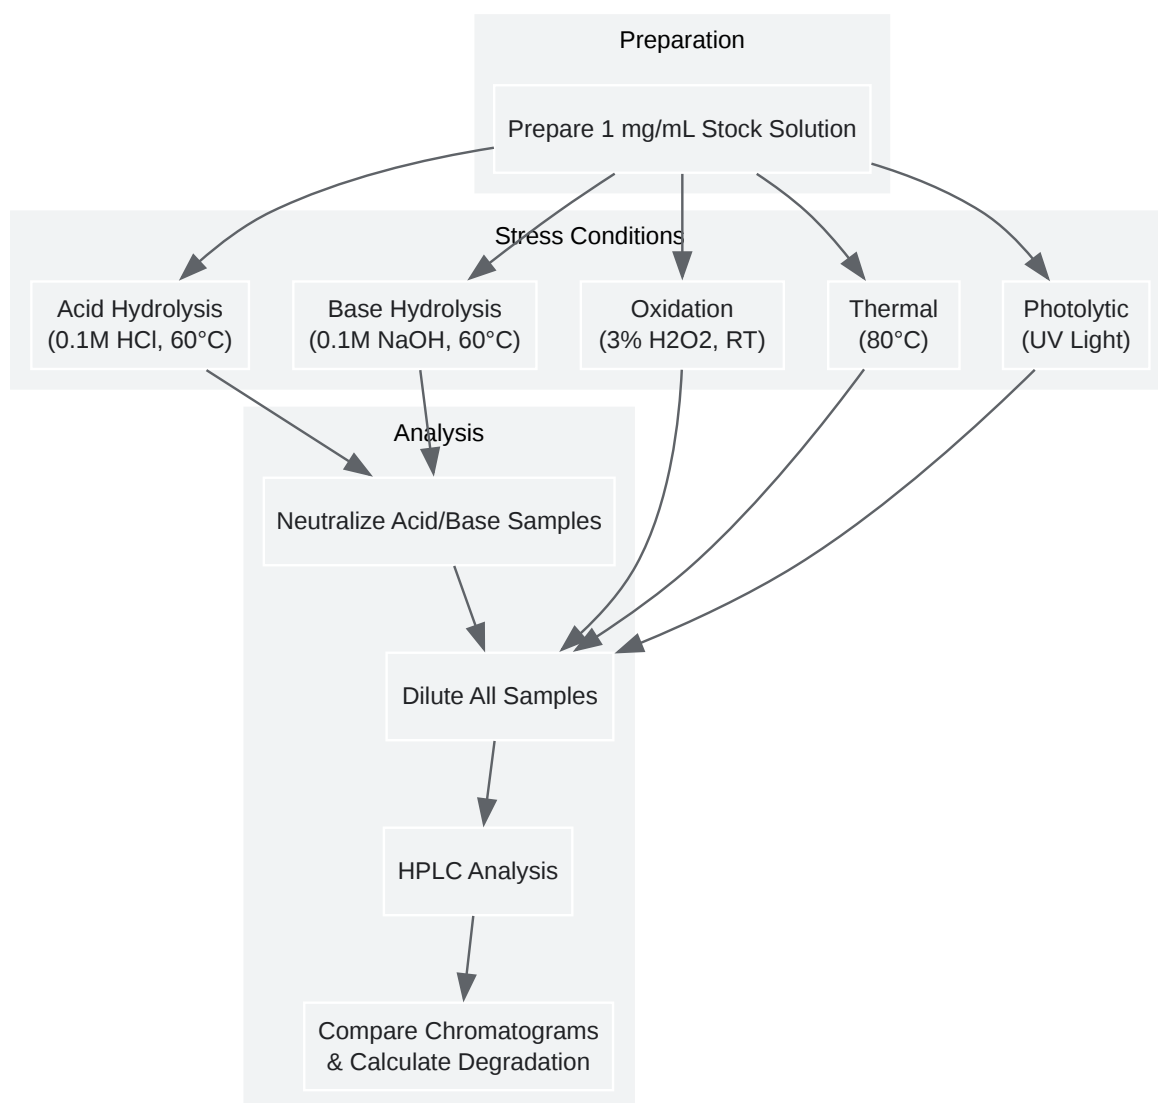 Preparation
Prepare 1 mg/mL Stock Solution
Stress Conditions
Acid Hydrolysis
(0.1M HCl, 60°C)
Base Hydrolysis
(0.1M NaOH, 60°C)
Oxidation
(3% H2O2, RT)
Thermal
(80°C)
Photolytic
(UV Light)
Analysis
Neutralize Acid/Base Samples
Dilute All Samples
HPLC Analysis
Compare Chromatograms
& Calculate Degradation